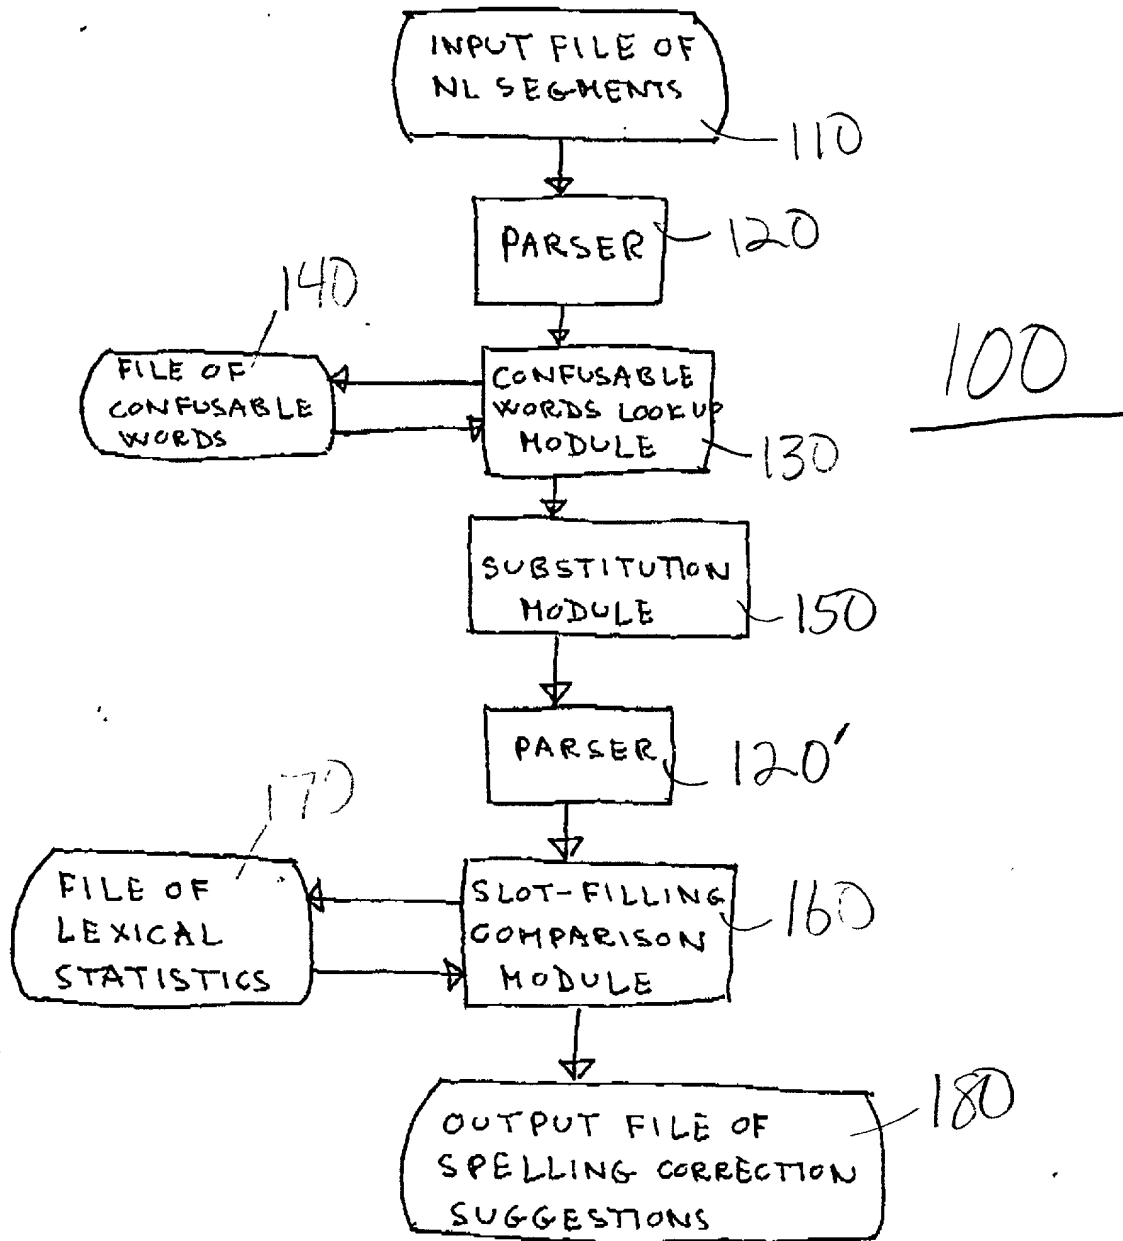 INPUT FILE OF
NL SEGMENTS
110
PARSER
120
140
FILE OF
CONFUSABLE
WORDS
CONFUSABLE
WORDS LOOKUP
MODULE
130
100
SUBSTITUTION
MODULE
150
PARSER
120'
170
FILE OF
LEXICAL
STATISTICS
SLOT-FILLING
COMPARISON
MODULE
160
OUTPUT FILE OF
SPELLING CORRECTION
SUGGESTIONS
180